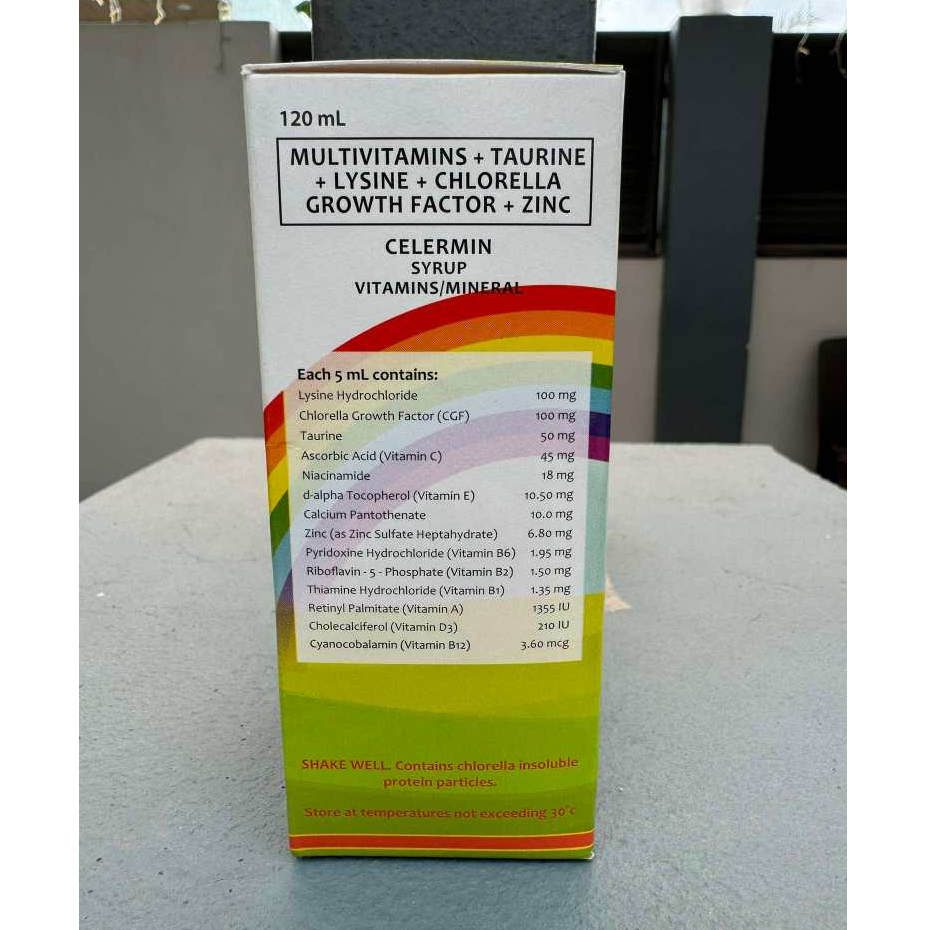 120 mL
MULTIVITAMINS + TAURINE
+ LYSINE + CHLORELLA
GROWTH FACTOR + ZINC
CELERMIN
SYRUP
VITAMINS/MINERAL
Each 5 mL contains:
Lysine Hydrochloride 100 mg
Chlorella Growth Factor (CGF) 100 mg
Taurine 50 mg
Ascorbic Acid (Vitamin C) 45 mg
Niacinamide 18 mg
d-alpha Tocopherol (Vitamin E) 10.50 mg
Calcium Pantothenate 10.0 mg
Zinc (as Zinc Sulfate Heptahydrate) 6.80 mg
Pyridoxine Hydrochloride (Vitamin B6) 1.95 mg
Riboflavin - 5 - Phosphate (Vitamin B2) 1.50 mg
Thiamine Hydrochloride (Vitamin B1) 1.35 mg
Retinyl Palmitate (Vitamin A) 1355 IU
Cholecalciferol (Vitamin D3) 210 IU
Cyanocobalamin (Vitamin B12) 3.60 mcg
SHAKE WELL. Contains chlorella insoluble
protein particies.
Store at temperatures not exceeding 30°c